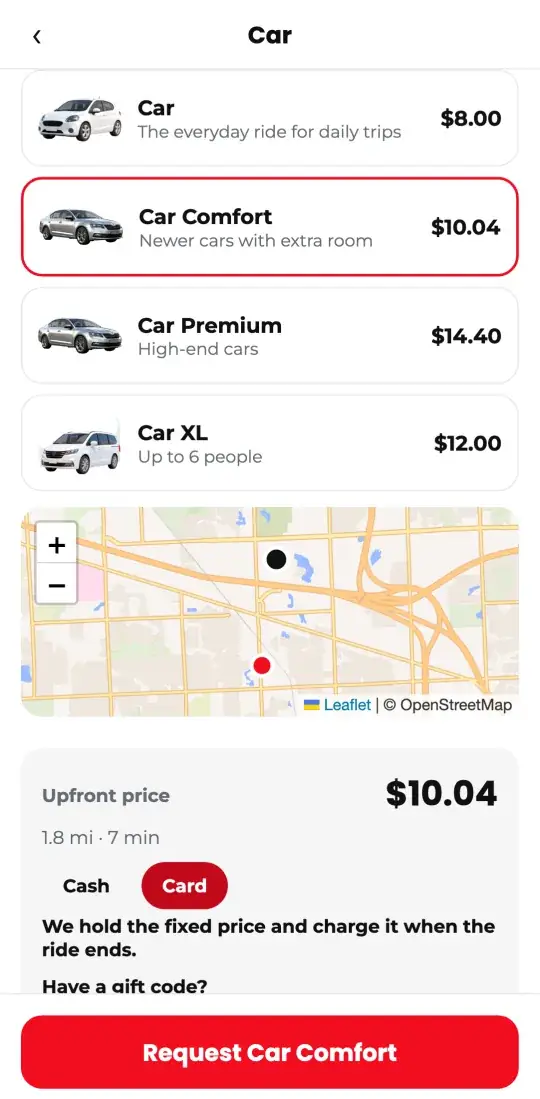 ‹
Car
Car
The everyday ride for daily trips
$8.00
Car Comfort
Newer cars with extra room
$10.04
Car Premium
High-end cars
$14.40
Car XL
Up to 6 people
$12.00
+
−
Leaflet | © OpenStreetMap
Upfront price
$10.04
1.8 mi · 7 min
Cash
Card
We hold the fixed price and charge it when the
ride ends.
Have a gift code?
Request Car Comfort